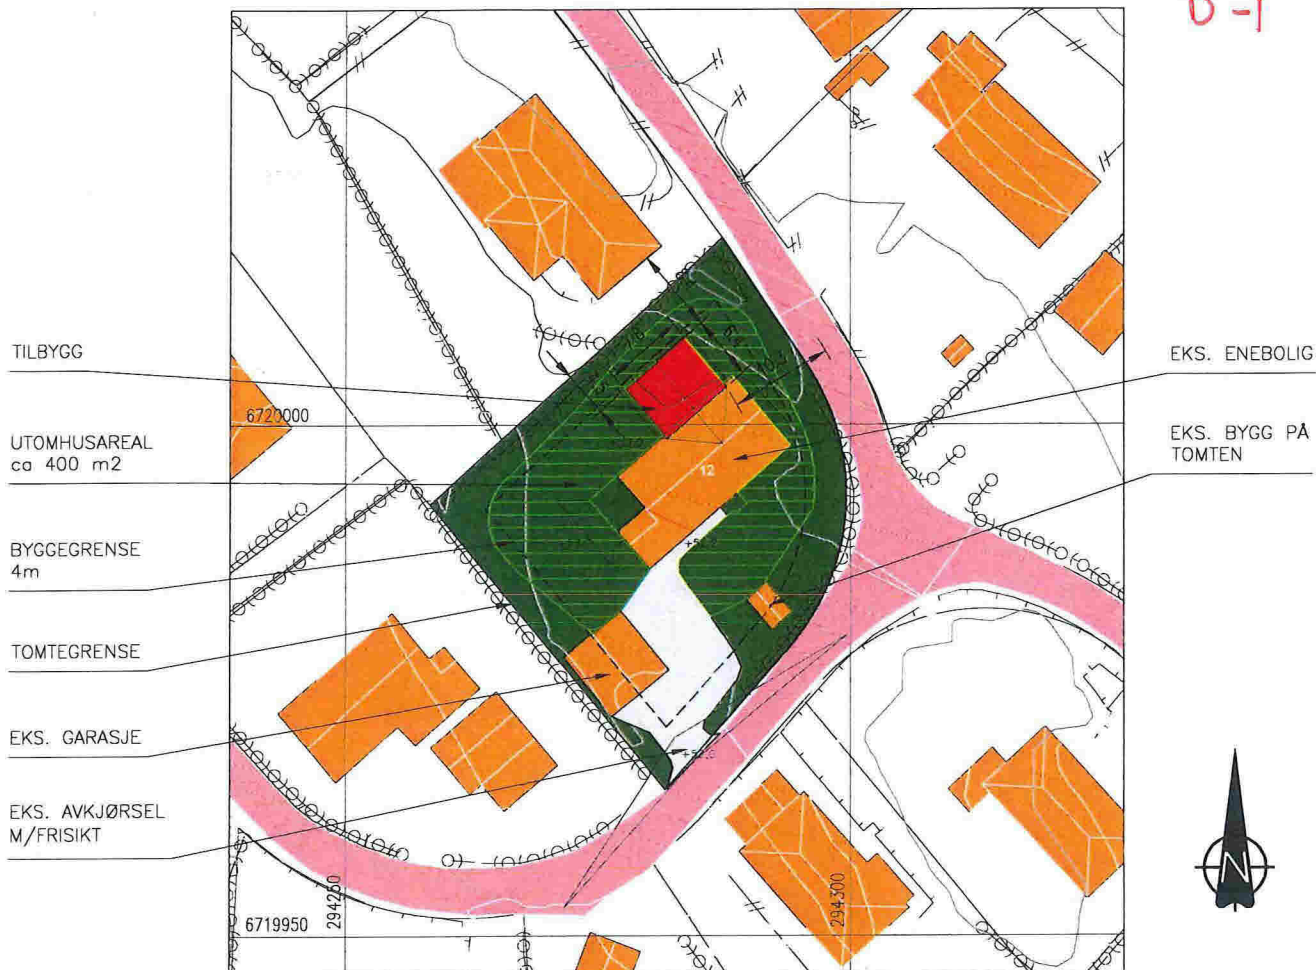 D-1
TILBYGG
UTOMHUSAREAL
ca 400 m2
BYGGEGRENSE
4m
TOMTEGRENSE
EKS. GARASJE
EKS. AVKJØRSEL
M/FRISIKT
EKS. ENEBOLIG
EKS. BYGG PÅ
TOMTEN
6720000
12
6719950
294250
294300
N